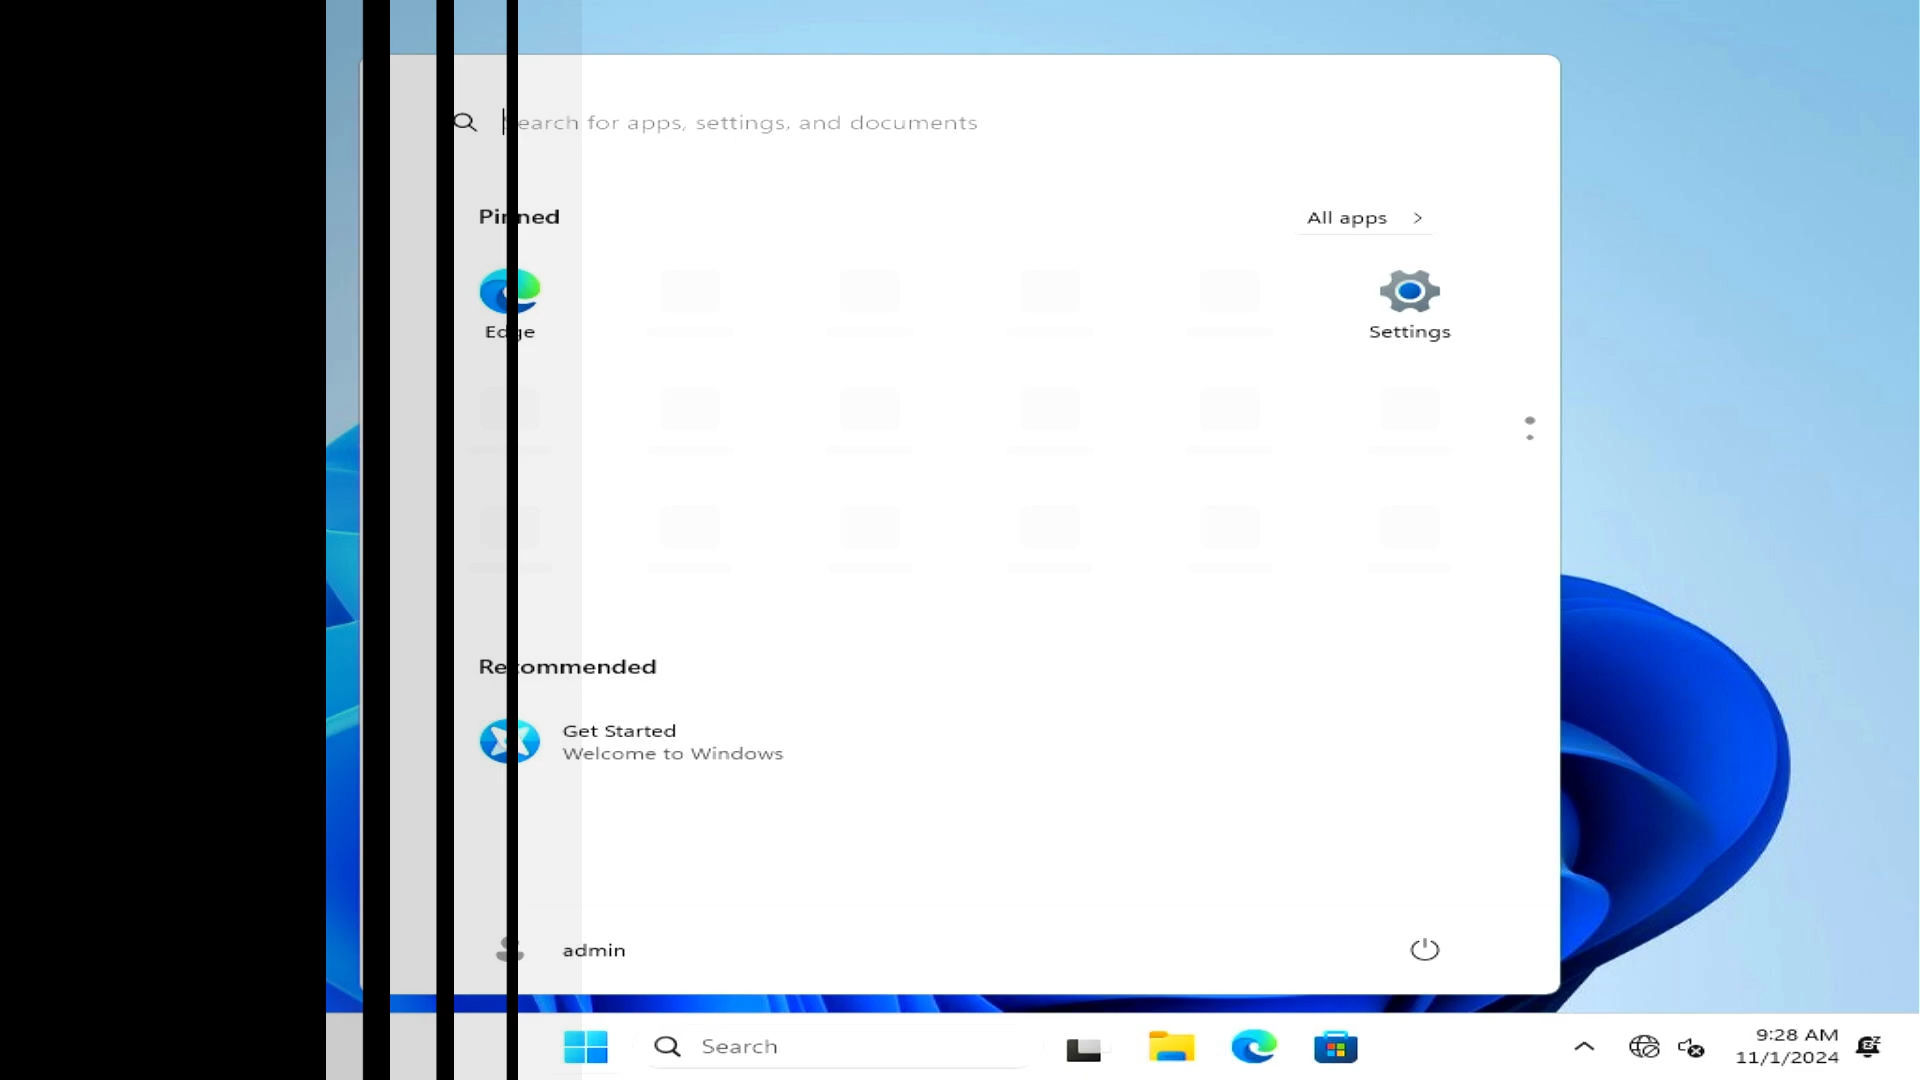 Search for apps, settings, and documents
Pinned
All apps
Edge
Settings
Recommended
Get Started
Welcome to Windows
admin
Search
9:28 AM
11/1/2024